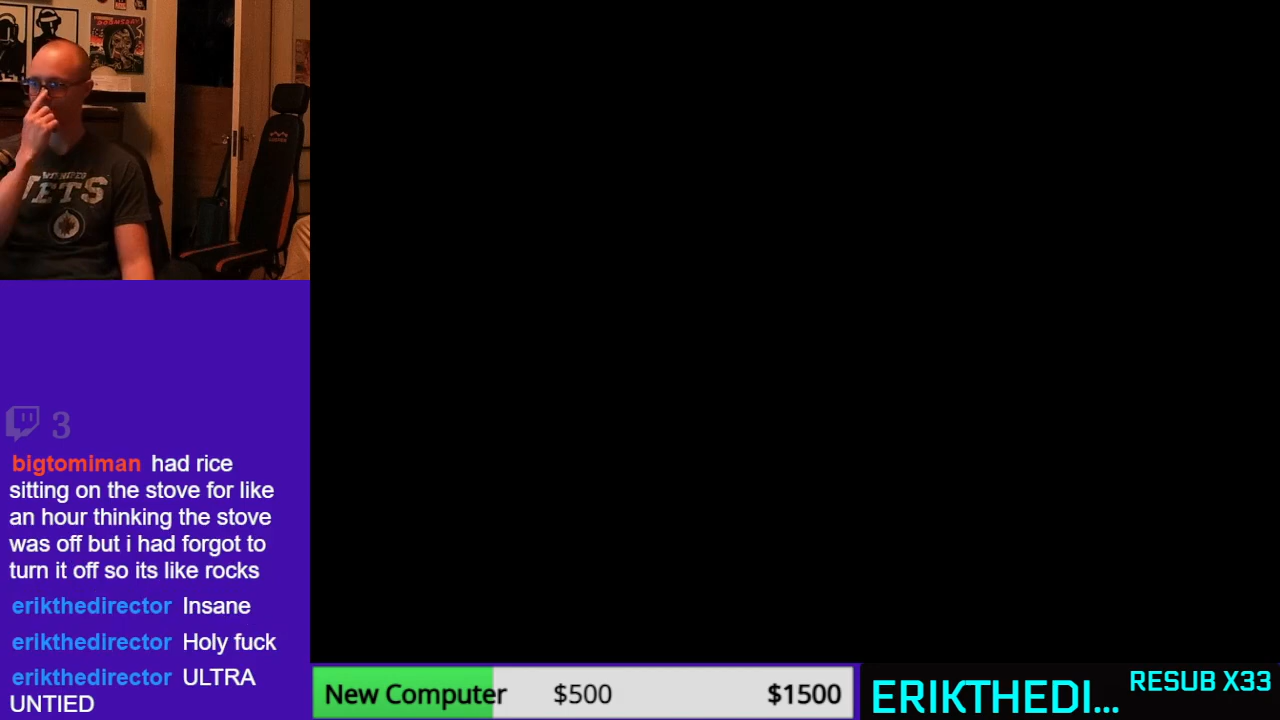 WINNIPEG
JETS
3
bigtomiman had rice
sitting on the stove for like
an hour thinking the stove
was off but i had forgot to
turn it off so its like rocks
erikthedirector Insane
erikthedirector Holy fuck
erikthedirector ULTRA
UNTIED
New Computer $500 $1500
ERIKTHEDI... RESUB X33